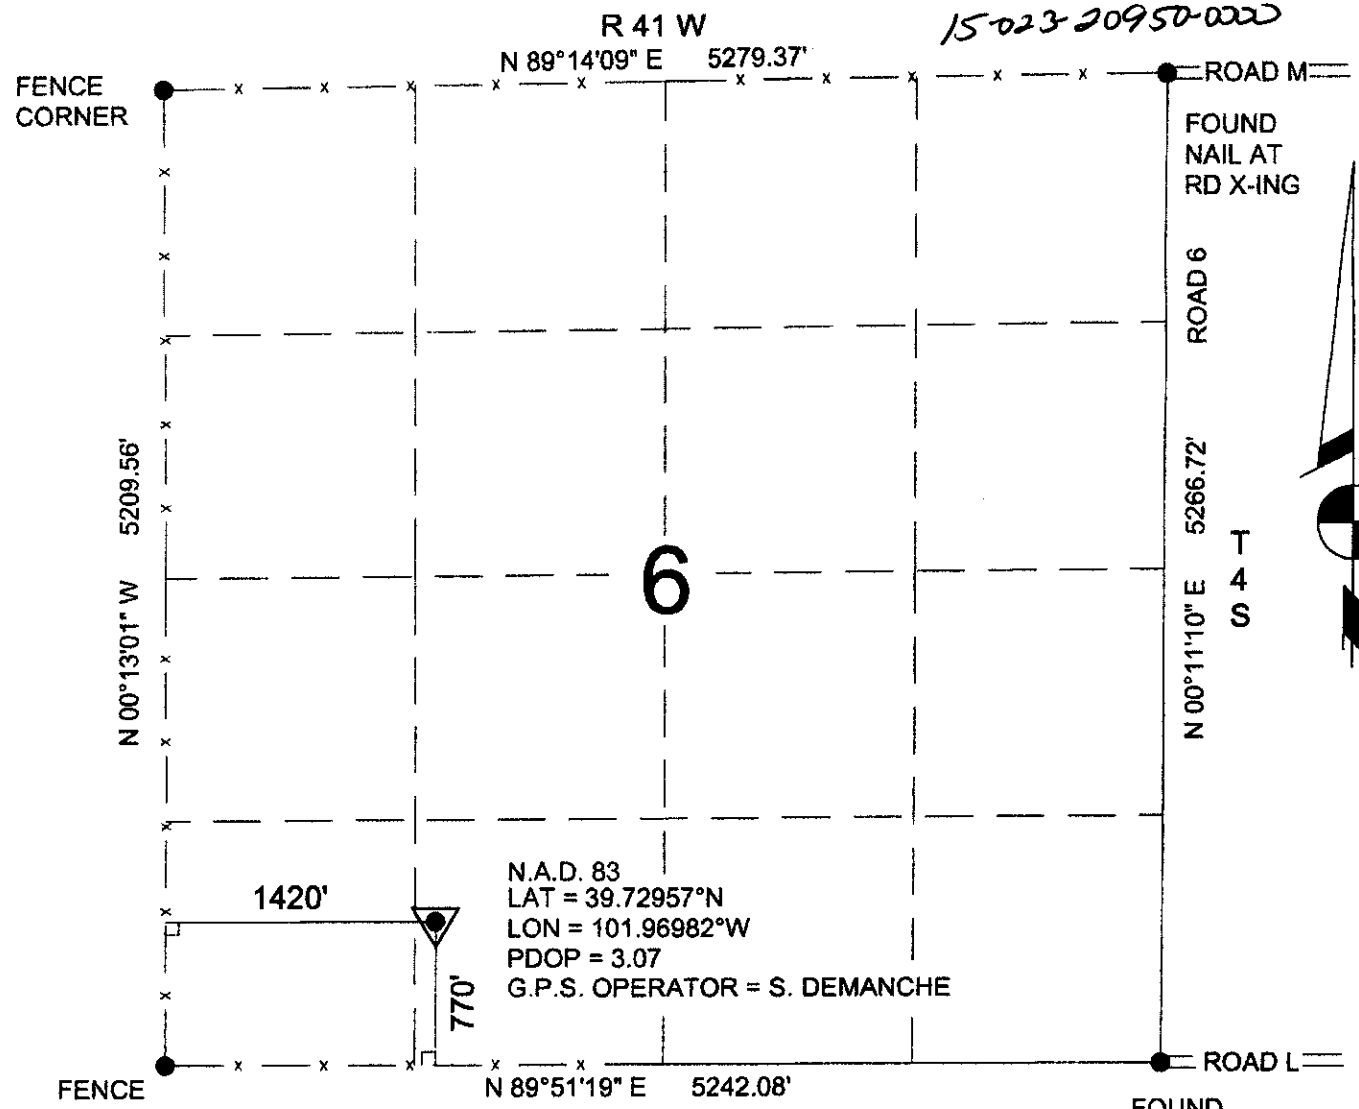 15-023-20950-0000
R 41 W
N 89°14'09" E 5279.37'
FENCE
CORNER
ROAD M
FOUND
NAIL AT
RD X-ING
ROAD 6
N 00°13'01" W 5209.56'
N 00°11'10" E 5266.72'
T
4
S
6
N.A.D. 83
LAT = 39.72957°N
LON = 101.96982°W
PDOP = 3.07
G.P.S. OPERATOR = S. DEMANCHE
1420'
770'
ROAD L
N 89°51'19" E 5242.08'
FENCE
FOUND